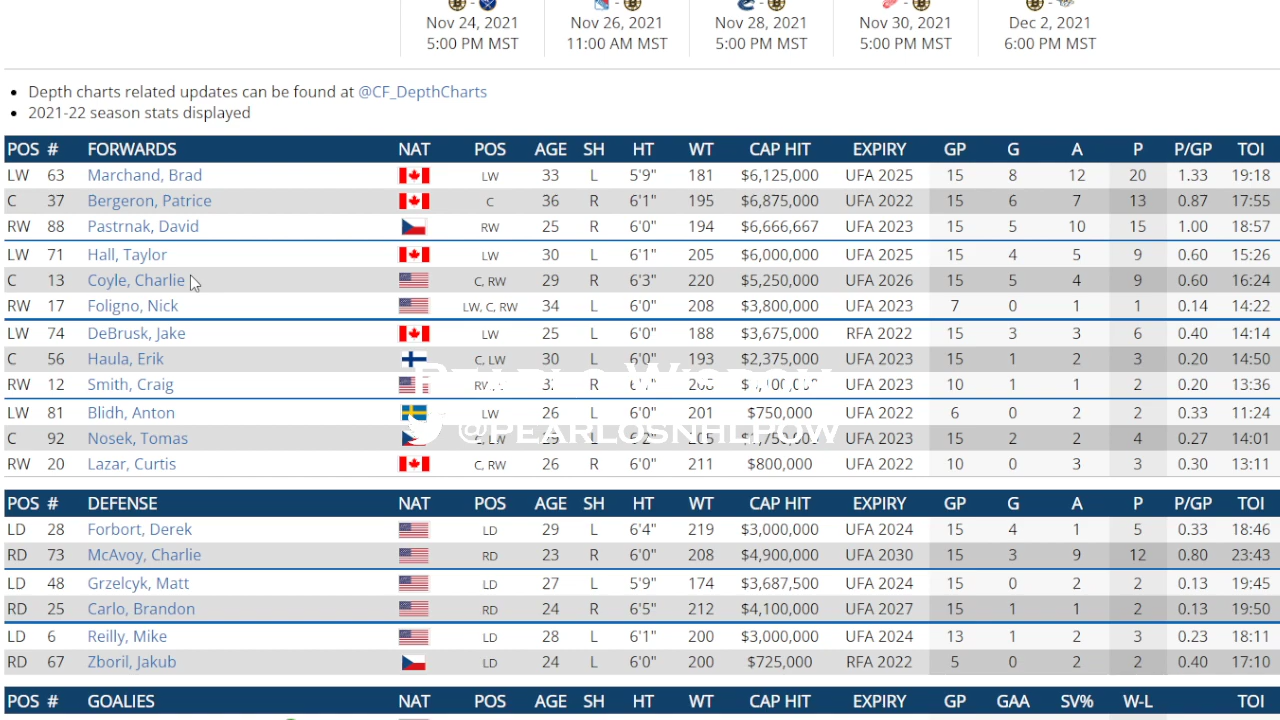 Nov 24, 2021 Nov 26, 2021 Nov 28, 2021 Nov 30, 2021 Dec 2, 2021
5:00 PM MST 11:00 AM MST 5:00 PM MST 5:00 PM MST 6:00 PM MST
Depth charts related updates can be found at @CF_DepthCharts
2021-22 season stats displayed
POS # FORWARDS NAT POS AGE SH HT WT CAP HIT EXPIRY GP G A P P/GP TOI
LW 63 Marchand, Brad LW 33 L 5'9" 181 $6,125,000 UFA 2025 15 8 12 20 1.33 19:18
C 37 Bergeron, Patrice C 36 R 6'1" 195 $6,875,000 UFA 2022 15 6 7 13 0.87 17:55
RW 88 Pastrnak, David RW 25 R 6'0" 194 $6,666,667 UFA 2023 15 5 10 15 1.00 18:57
LW 71 Hall, Taylor LW 30 L 6'1" 205 $6,000,000 UFA 2025 15 4 5 9 0.60 15:26
C 13 Coyle, Charlie C, RW 29 R 6'3" 220 $5,250,000 UFA 2026 15 5 4 9 0.60 16:24
RW 17 Foligno, Nick LW, C, RW 34 L 6'0" 208 $3,800,000 UFA 2023 7 0 1 1 0.14 14:22
LW 74 DeBrusk, Jake LW 25 L 6'0" 188 $3,675,000 RFA 2022 15 3 3 6 0.40 14:14
C 56 Haula, Erik C, LW 30 L 6'0" 193 $2,375,000 UFA 2023 15 1 2 3 0.20 14:50
RW 12 Smith, Craig UFA 2023 10 1 1 2 0.20 13:36
LW 81 Blidh, Anton LW 26 L 6'0" 201 $750,000 UFA 2022 6 0 2 2 0.33 11:24
C 92 Nosek, Tomas UFA 2023 15 2 2 4 0.27 14:01
@PEARLOSNHLPOW
RW 20 Lazar, Curtis C, RW 26 R 6'0" 211 $800,000 UFA 2022 10 0 3 3 0.30 13:11
POS # DEFENSE NAT POS AGE SH HT WT CAP HIT EXPIRY GP G A P P/GP TOI
LD 28 Forbort, Derek LD 29 L 6'4" 219 $3,000,000 UFA 2024 15 4 1 5 0.33 18:46
RD 73 McAvoy, Charlie RD 23 R 6'0" 208 $4,900,000 UFA 2030 15 3 9 12 0.80 23:43
LD 48 Grzelcyk, Matt LD 27 L 5'9" 174 $3,687,500 UFA 2024 15 0 2 2 0.13 19:43
RD 25 Carlo, Brandon RD 24 R 6'5" 212 $4,100,000 UFA 2027 15 1 1 2 0.13 19:50
LD 6 Reilly, Mike LD 28 L 6'1" 200 $3,000,000 UFA 2024 13 1 2 3 0.23 18:11
RD 67 Zboril, Jakub LD 24 L 6'0" 200 $725,000 RFA 2022 5 0 2 2 0.40 17:10
POS # GOALIES NAT POS AGE SH HT WT CAP HIT EXPIRY GP GAA SV% W-L TOI